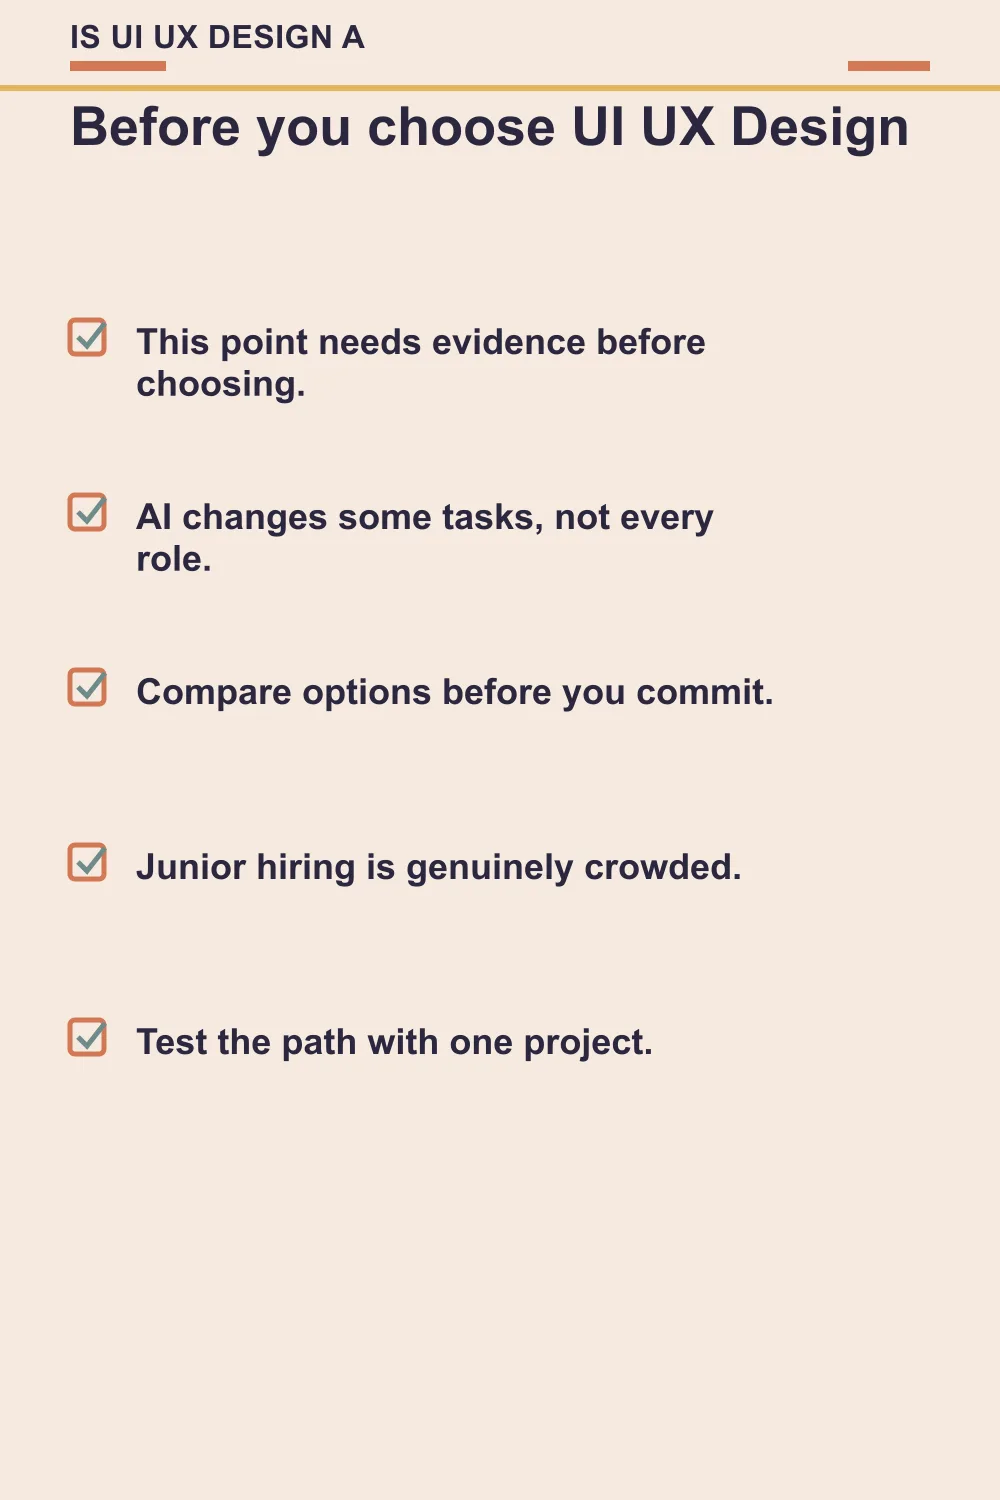 IS UI UX DESIGN A
Before you choose UI UX Design
This point needs evidence before
choosing.
AI changes some tasks, not every
role.
Compare options before you commit.
Junior hiring is genuinely crowded.
Test the path with one project.